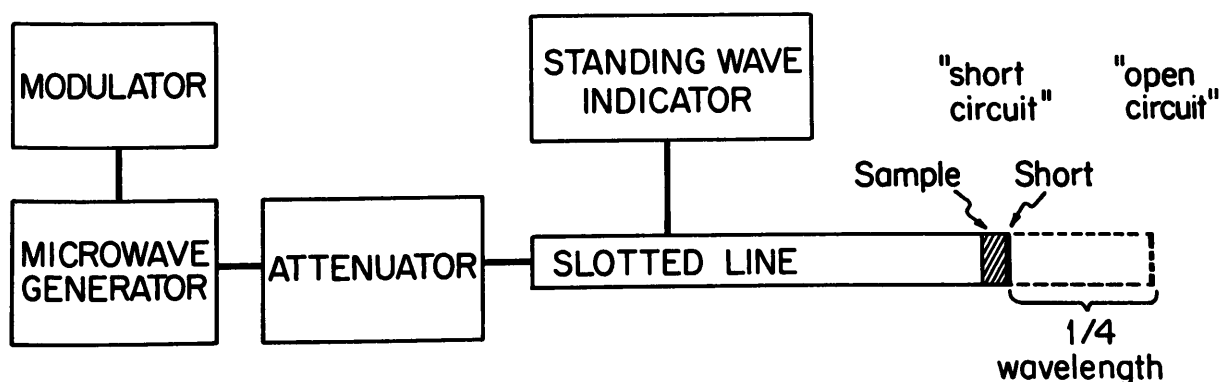 MODULATOR
STANDING WAVE
INDICATOR
"short
circuit"
"open
circuit"
Sample
Short
MICROWAVE
GENERATOR
ATTENUATOR
SLOTTED LINE
1/4
wavelength